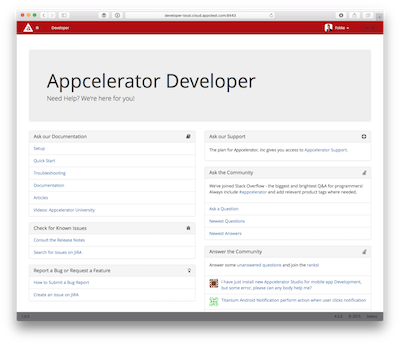 developer-local.cloud.appctest.com:8443
Developer
Appcelerator Developer
Need Help? We're here for you!
Ask our Documentation
Setup
Quick Start
Troubleshooting
Documentation
Articles
Videos: Appcelerator University
Check for Known Issues
Consult the Release Notes
Search for Issues on JIRA
Report a Bug or Request a Feature
How to Submit a Bug Report
Create an Issue on JIRA
Ask our Support
The plan for Appcelerator, Inc gives you access to Appcelerator Support.
Ask the Community
We've joined Stack Overflow - the biggest and brightest Q&A for programmers!
Always include #appcelerator and add relevant product tags where needed.
Ask a Question
Newest Questions
Newest Answers
Answer the Community
Answer some unanswered questions and join the ranks!
I have just install new Appcelerator Studio for mobile app Development,
but some error, please can any body help me?
Titanium Android Notification perform action when user clicks notification